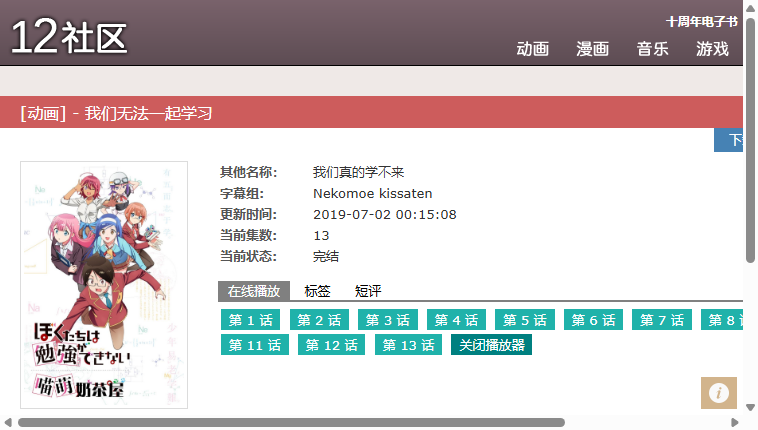 12社区
十周年电子书
动画 漫画 音乐 游戏
[动画] - 我们无法一起学习
其他名称: 我们真的学不来
字幕组: Nekomoe kissaten
更新时间: 2019-07-02 00:15:08
当前集数: 13
当前状态: 完结
在线播放 标签 短评
第 1 话 第 2 话 第 3 话 第 4 话 第 5 话 第 6 话 第 7 话 第 8
第 11 话 第 12 话 第 13 话 关闭播放器
ぼくたちは
勉強ができない
喵萌奶茶屋